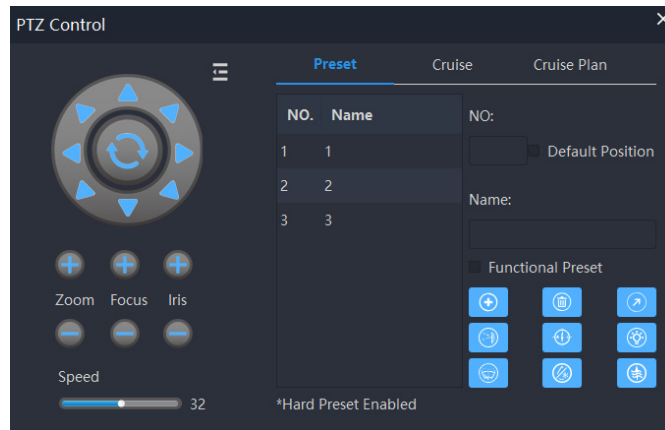 PTZ Control
Preset Cruise Cruise Plan
NO. Name NO:
1 1 Default Position
2 2
Name:
3 3
Functional Preset
Zoom Focus Iris
Speed
32
*Hard Preset Enabled